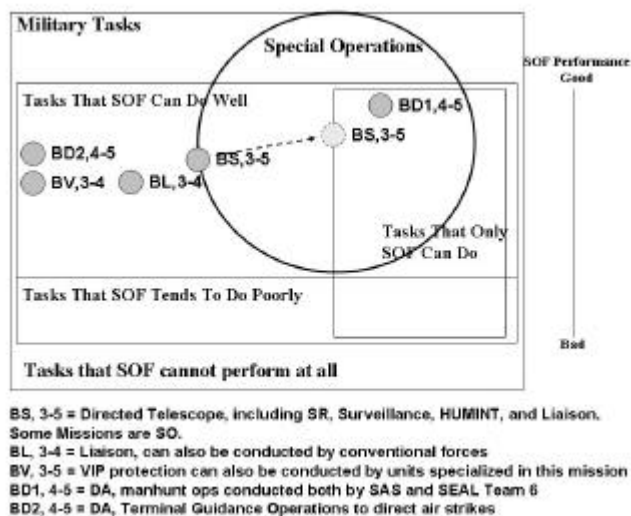 Military Tasks
Special Operations
SOF Performance
Good
Tasks That SOF Can Do Well
BD1,4-5
BS,3-5
BD2,4-5
BS,3-5
BV,3-4
BL,3-4
Tasks That Only
SOF Can Do
Tasks That SOF Tends To Do Poorly
Bad
Tasks that SOF cannot perform at all
BS, 3-5 = Directed Telescope, including SR, Surveillance, HUMINT, and Liaison.
Some Missions are SO.
BL, 3-4 = Liaison, can also be conducted by conventional forces
BV, 3-5 = VIP protection can also be conducted by units specialized in this mission
BD1, 4-5 = DA, manhunt ops conducted both by SAS and SEAL Team 6
BD2, 4-5 = DA, Terminal Guidance Operations to direct air strikes